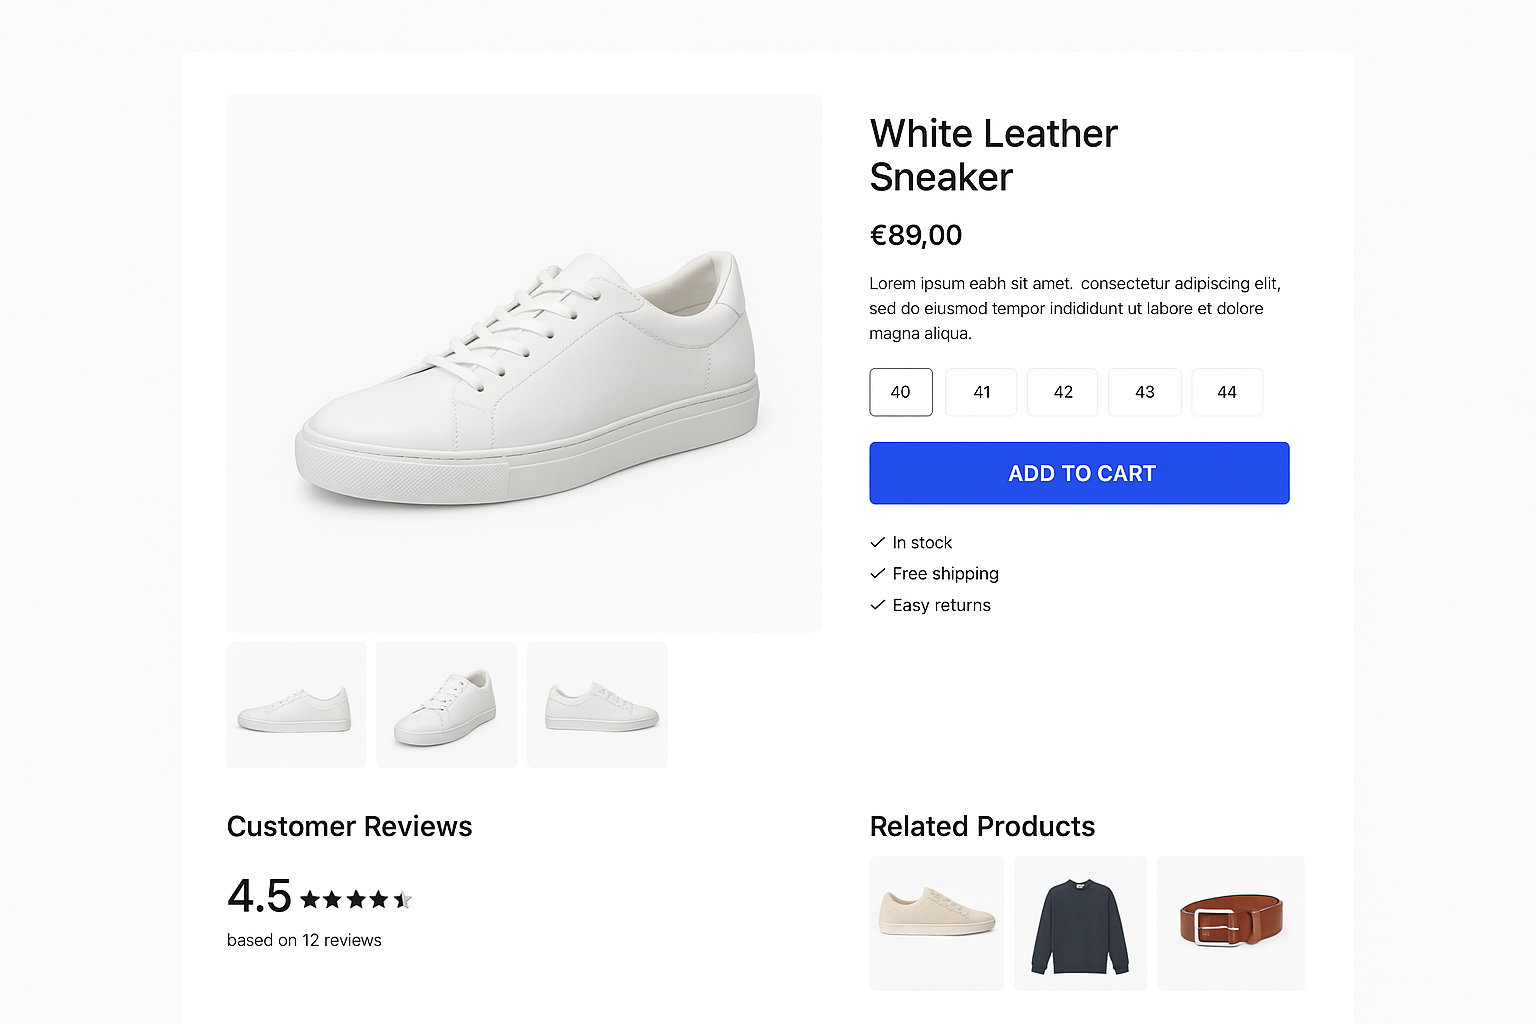 White Leather
Sneaker
€89,00
Lorem ipsum eabh sit amet. consectetur adipiscing elit,
sed do eiusmod tempor indididunt ut labore et dolore
magna aliqua.
40 41 42 43 44
ADD TO CART
In stock
Free shipping
Easy returns
Customer Reviews
4.5
based on 12 reviews
Related Products